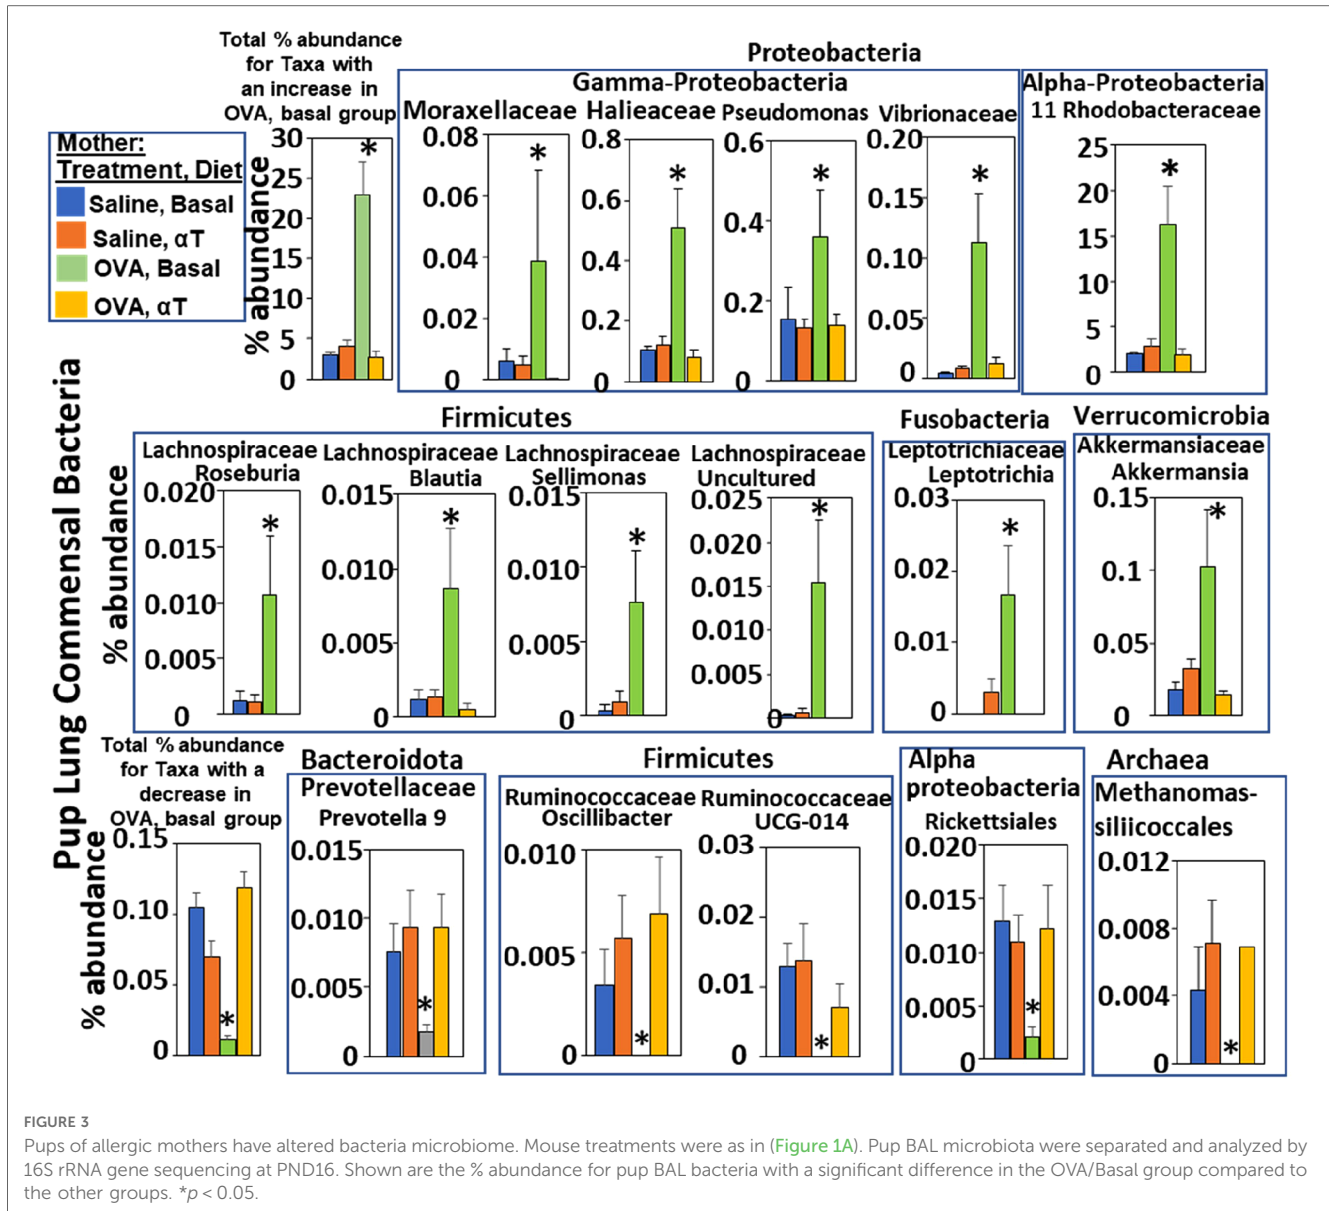 Total % abundance
for Taxa with
an increase in
OVA, basal group
Proteobacteria
Gamma-Proteobacteria
Alpha-Proteobacteria
Moraxellaceae
Halieaceae
Pseudomonas
Vibrionaceae
11 Rhodobacteraceae
Mother:
Treatment, Diet
Saline, Basal
Saline, αT
OVA, Basal
OVA, αT
Pup Lung Commensal Bacteria
% abundance
30
25
20
15
10
5
0
*
0.08
0.06
0.04
0.02
0
*
0.8
0.6
0.4
0.2
0
*
0.6
0.4
0.2
0
*
0.20
0.15
0.10
0.05
0
*
25
20
15
10
5
0
*
Firmicutes
Fusobacteria
Verrucomicrobia
Lachnospiraceae
Roseburia
Lachnospiraceae
Blautia
Lachnospiraceae
Sellimonas
Lachnospiraceae
Uncultured
Leptotrichiaceae
Leptotrichia
Akkermansiaceae
Akkermansia
% abundance
0.020
0.015
0.010
0.005
0
*
0.015
0.010
0.005
0
*
0.015
0.010
0.005
0
*
0.025
0.020
0.015
0.010
0.005
0
*
0.03
0.02
0.01
0
*
0.15
0.1
0.05
0
*
Total % abundance
for Taxa with a
decrease in
OVA, basal group
Bacteroidota
Prevotellaceae
Prevotella 9
Firmicutes
Ruminococcaceae
Oscillibacter
Ruminococcaceae
UCG-014
Alpha
proteobacteria
Rickettsiales
Archaea
Methanomas-
siliicoccales
% abundance
0.15
0.10
0.05
0
*
0.015
0.010
0.005
0
*
0.010
0.005
0
*
0.03
0.02
0.01
0
*
0.020
0.015
0.010
0.005
0
*
0.012
0.008
0.004
0
*
FIGURE 3
Pups of allergic mothers have altered bacteria microbiome. Mouse treatments were as in (Figure 1A). Pup BAL microbiota were separated and analyzed by
16S rRNA gene sequencing at PND16. Shown are the % abundance for pup BAL bacteria with a significant difference in the OVA/Basal group compared to
the other groups. *p < 0.05.